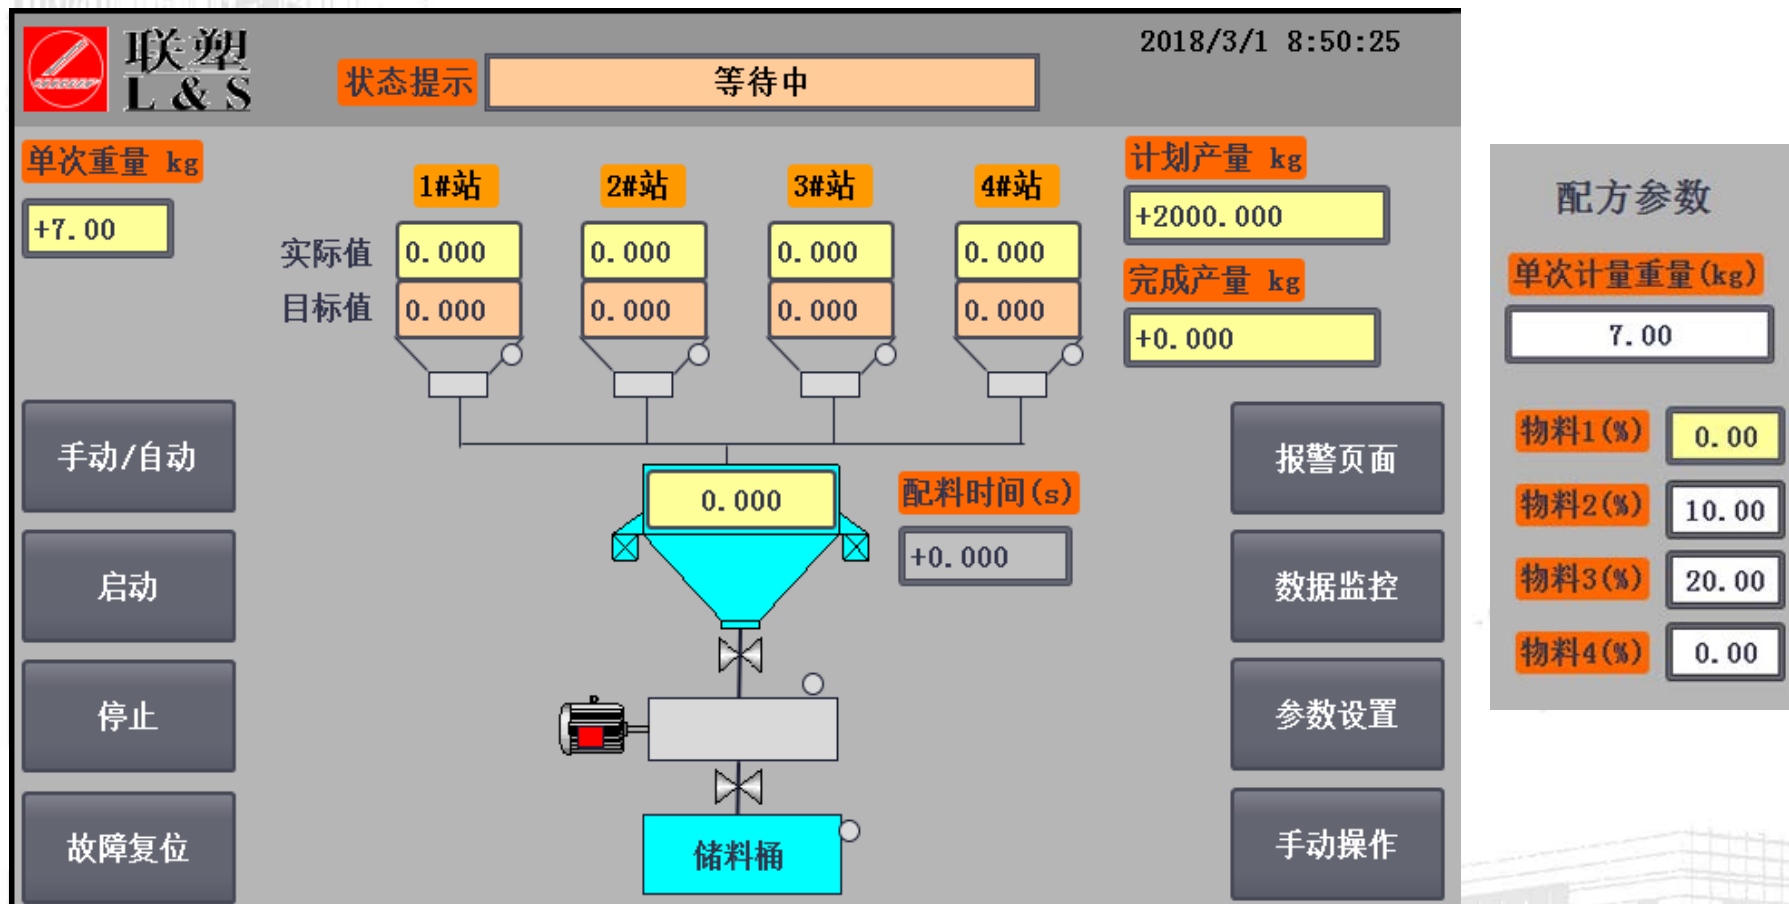 联塑
L & S
状态提示
等待中
2018/3/1 8:50:25
单次重量 kg
+7.00
1#站 2#站 3#站 4#站
实际值 0.000 0.000 0.000 0.000
目标值 0.000 0.000 0.000 0.000
计划产量 kg
+2000.000
完成产量 kg
+0.000
手动/自动
启动
停止
故障复位
0.000
配料时间(s)
+0.000
储料桶
报警页面
数据监控
参数设置
手动操作
配方参数
单次计量重量(kg)
7.00
物料1(%) 0.00
物料2(%) 10.00
物料3(%) 20.00
物料4(%) 0.00